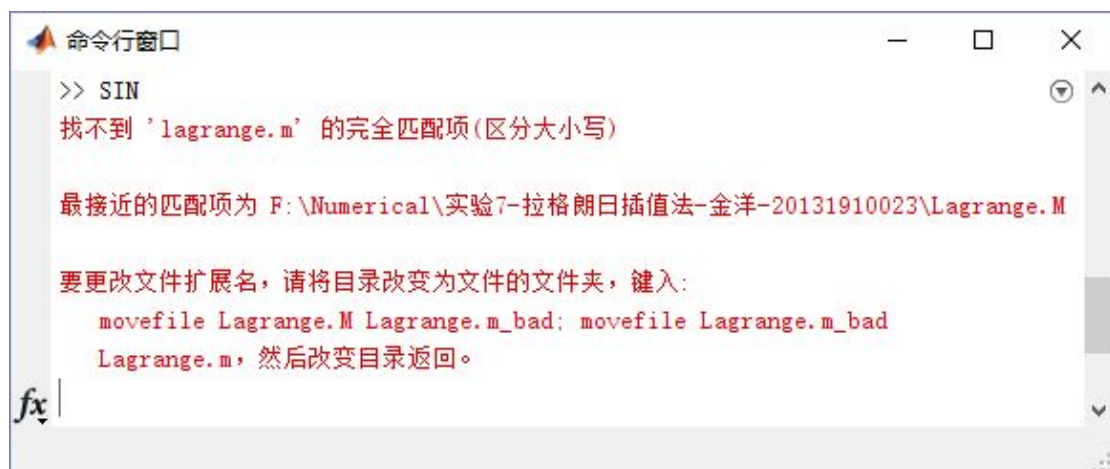 命令行窗口
>> SIN
找不到 'lagrange.m' 的完全匹配项(区分大小写)
最接近的匹配项为 F:\Numerical\实验7-拉格朗日插值法-金洋-20131910023\Lagrange.M
要更改文件扩展名，请将目录改变为文件的文件夹，键入:
movefile Lagrange.M Lagrange.m_bad; movefile Lagrange.m_bad
Lagrange.m，然后改变目录返回。
fx